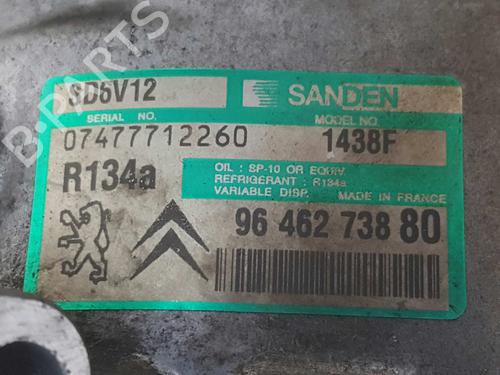 SD6V12
SANDEN
SERIAL NO.
MODEL NO.
07477712260
1438F
R134a
OIL : SP-10 OR EQUIV.
REFRIGERANT : R134a
VARIABLE DISP. MADE IN FRANCE
96 462 738 80
B-PARTS